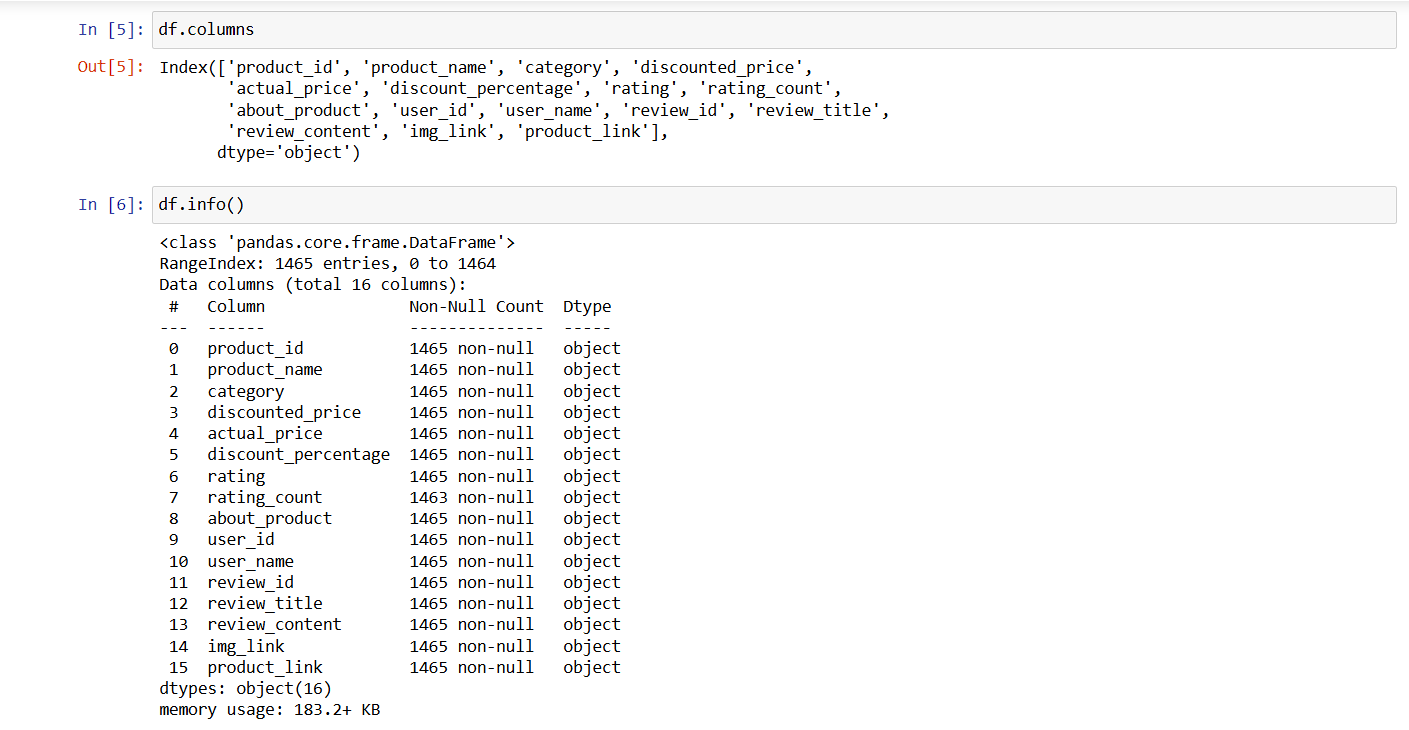 In [5]: df.columns
Out[5]: Index(['product_id', 'product_name', 'category', 'discounted_price',
'actual_price', 'discount_percentage', 'rating', 'rating_count',
'about_product', 'user_id', 'user_name', 'review_id', 'review_title',
'review_content', 'img_link', 'product_link'],
dtype='object')
In [6]: df.info()
<class 'pandas.core.frame.DataFrame'>
RangeIndex: 1465 entries, 0 to 1464
Data columns (total 16 columns):
# Column Non-Null Count Dtype
--- ------ -------------- -----
0 product_id 1465 non-null object
1 product_name 1465 non-null object
2 category 1465 non-null object
3 discounted_price 1465 non-null object
4 actual_price 1465 non-null object
5 discount_percentage 1465 non-null object
6 rating 1465 non-null object
7 rating_count 1463 non-null object
8 about_product 1465 non-null object
9 user_id 1465 non-null object
10 user_name 1465 non-null object
11 review_id 1465 non-null object
12 review_title 1465 non-null object
13 review_content 1465 non-null object
14 img_link 1465 non-null object
15 product_link 1465 non-null object
dtypes: object(16)
memory usage: 183.2+ KB